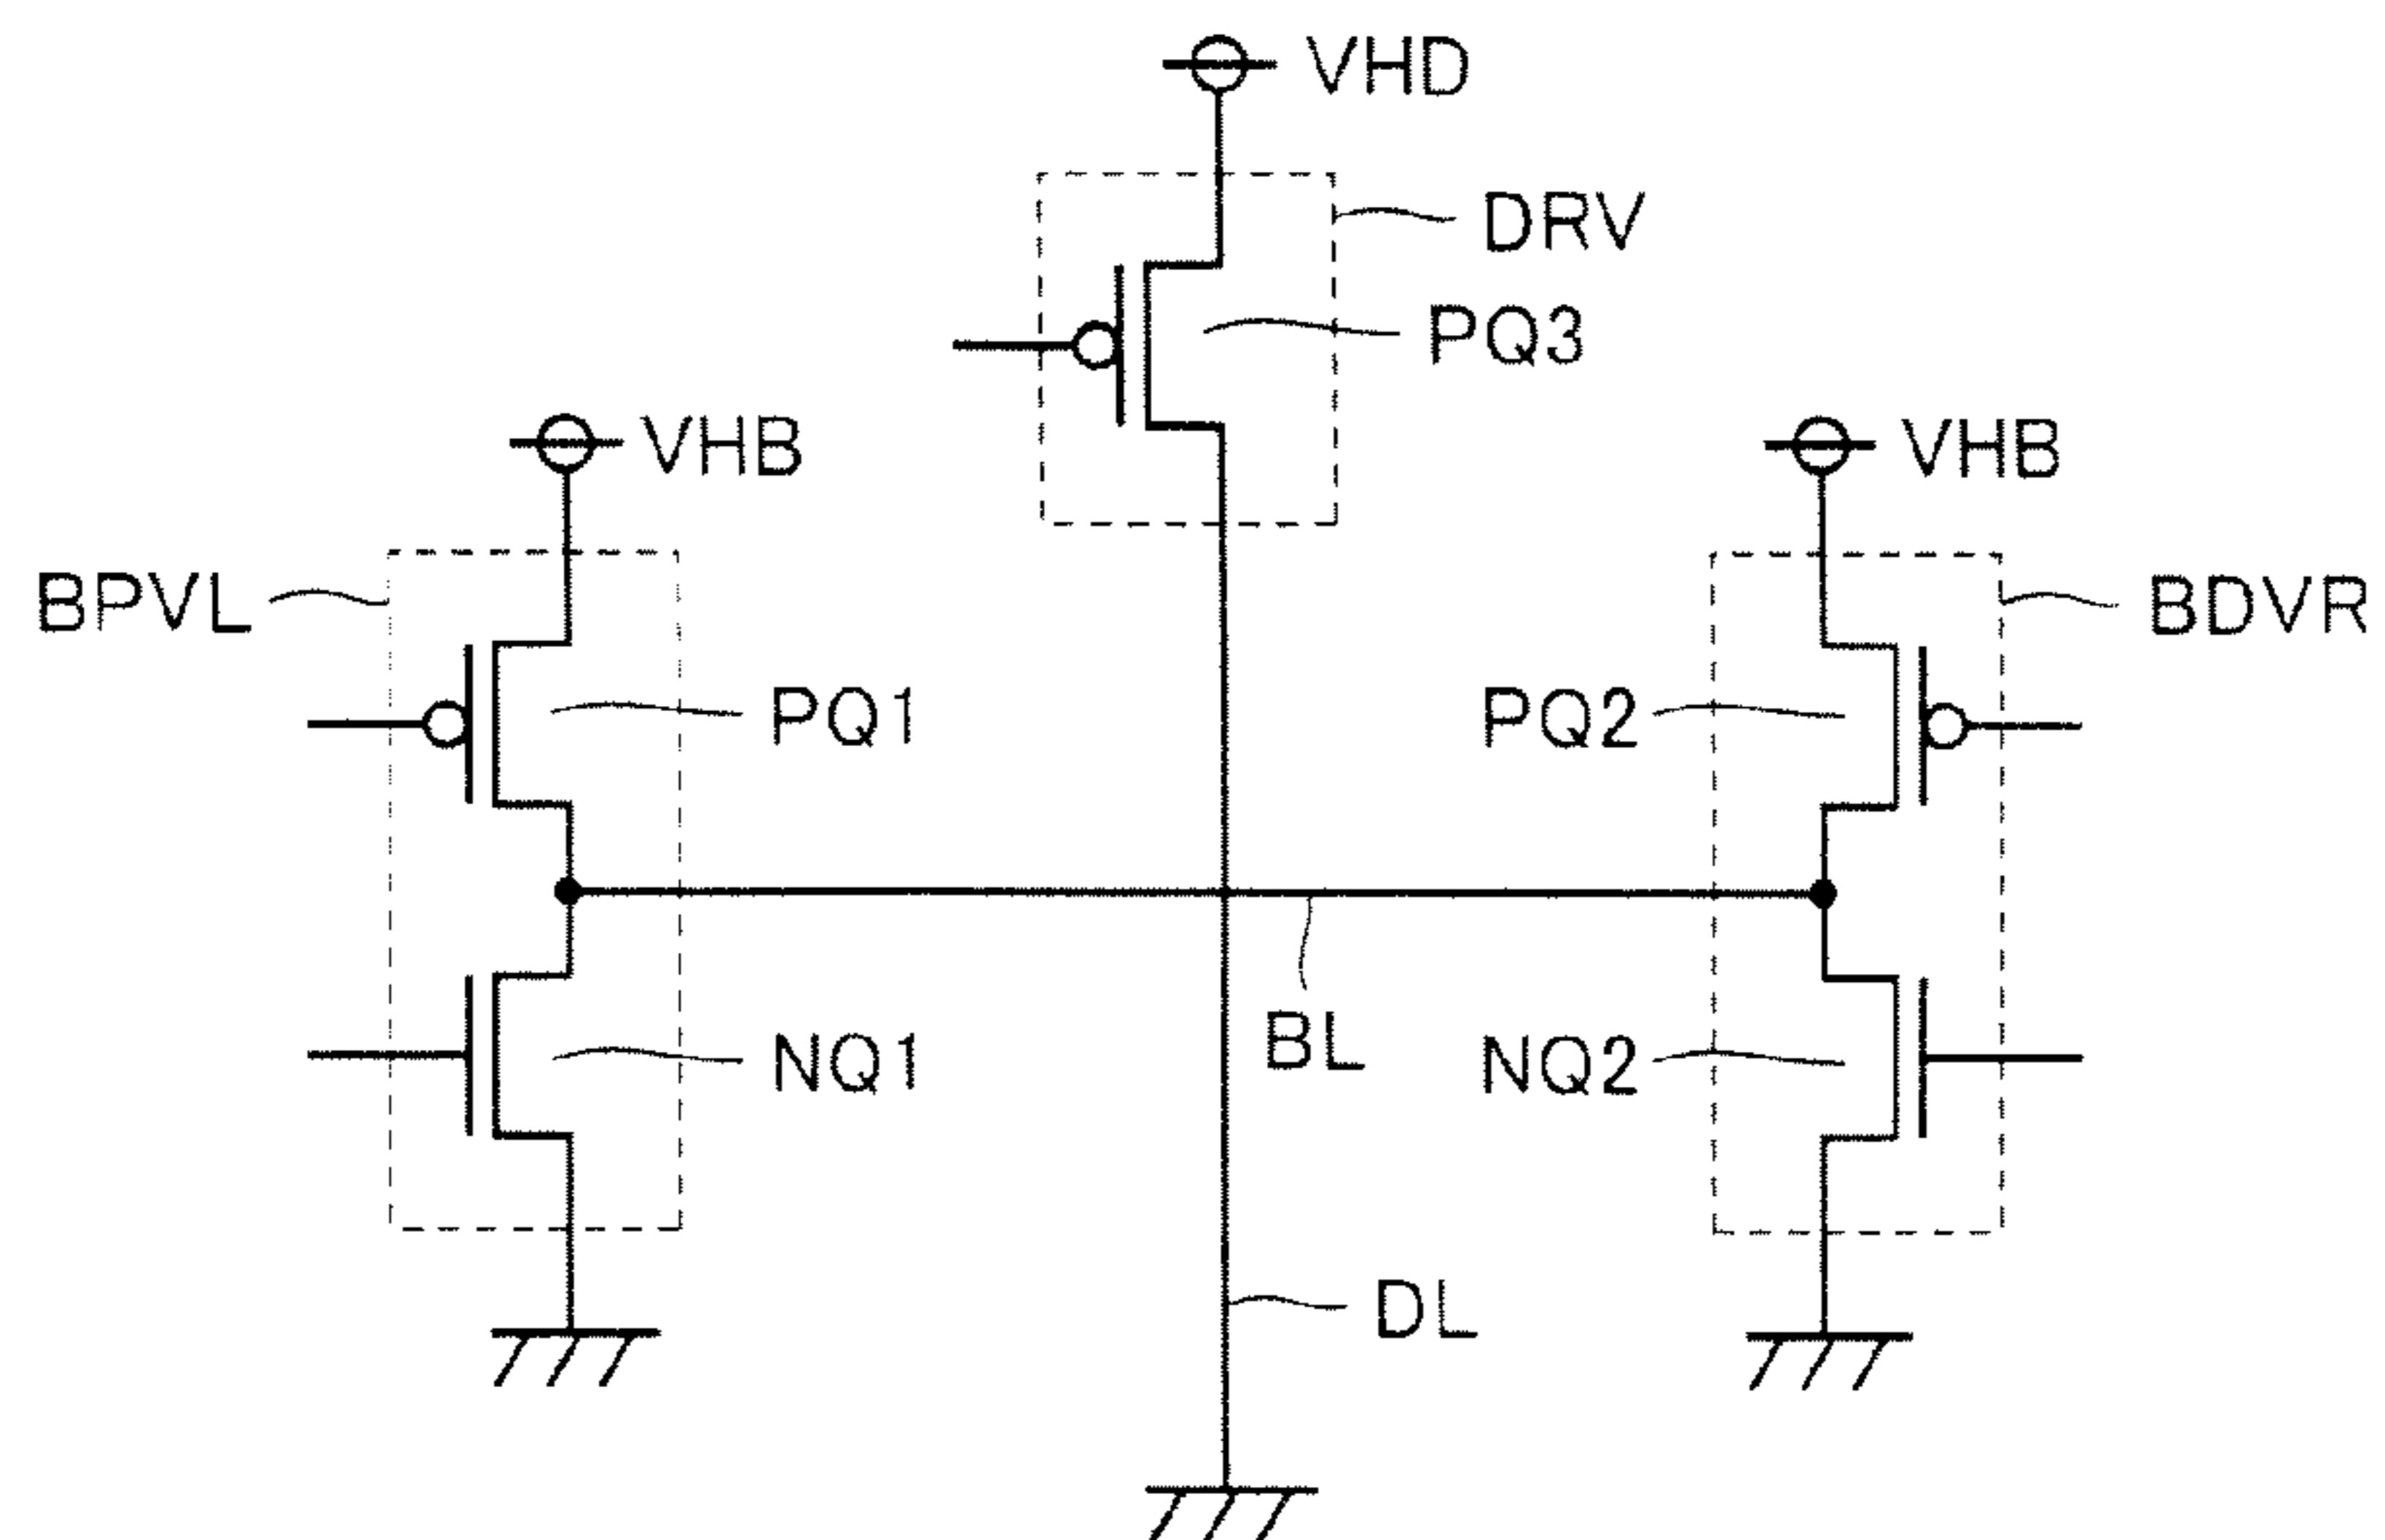 VHD
DRV
PQ3
VHB
VHB
BPVL
BDVR
PQ1
PQ2
NQ1
BL
NQ2
DL